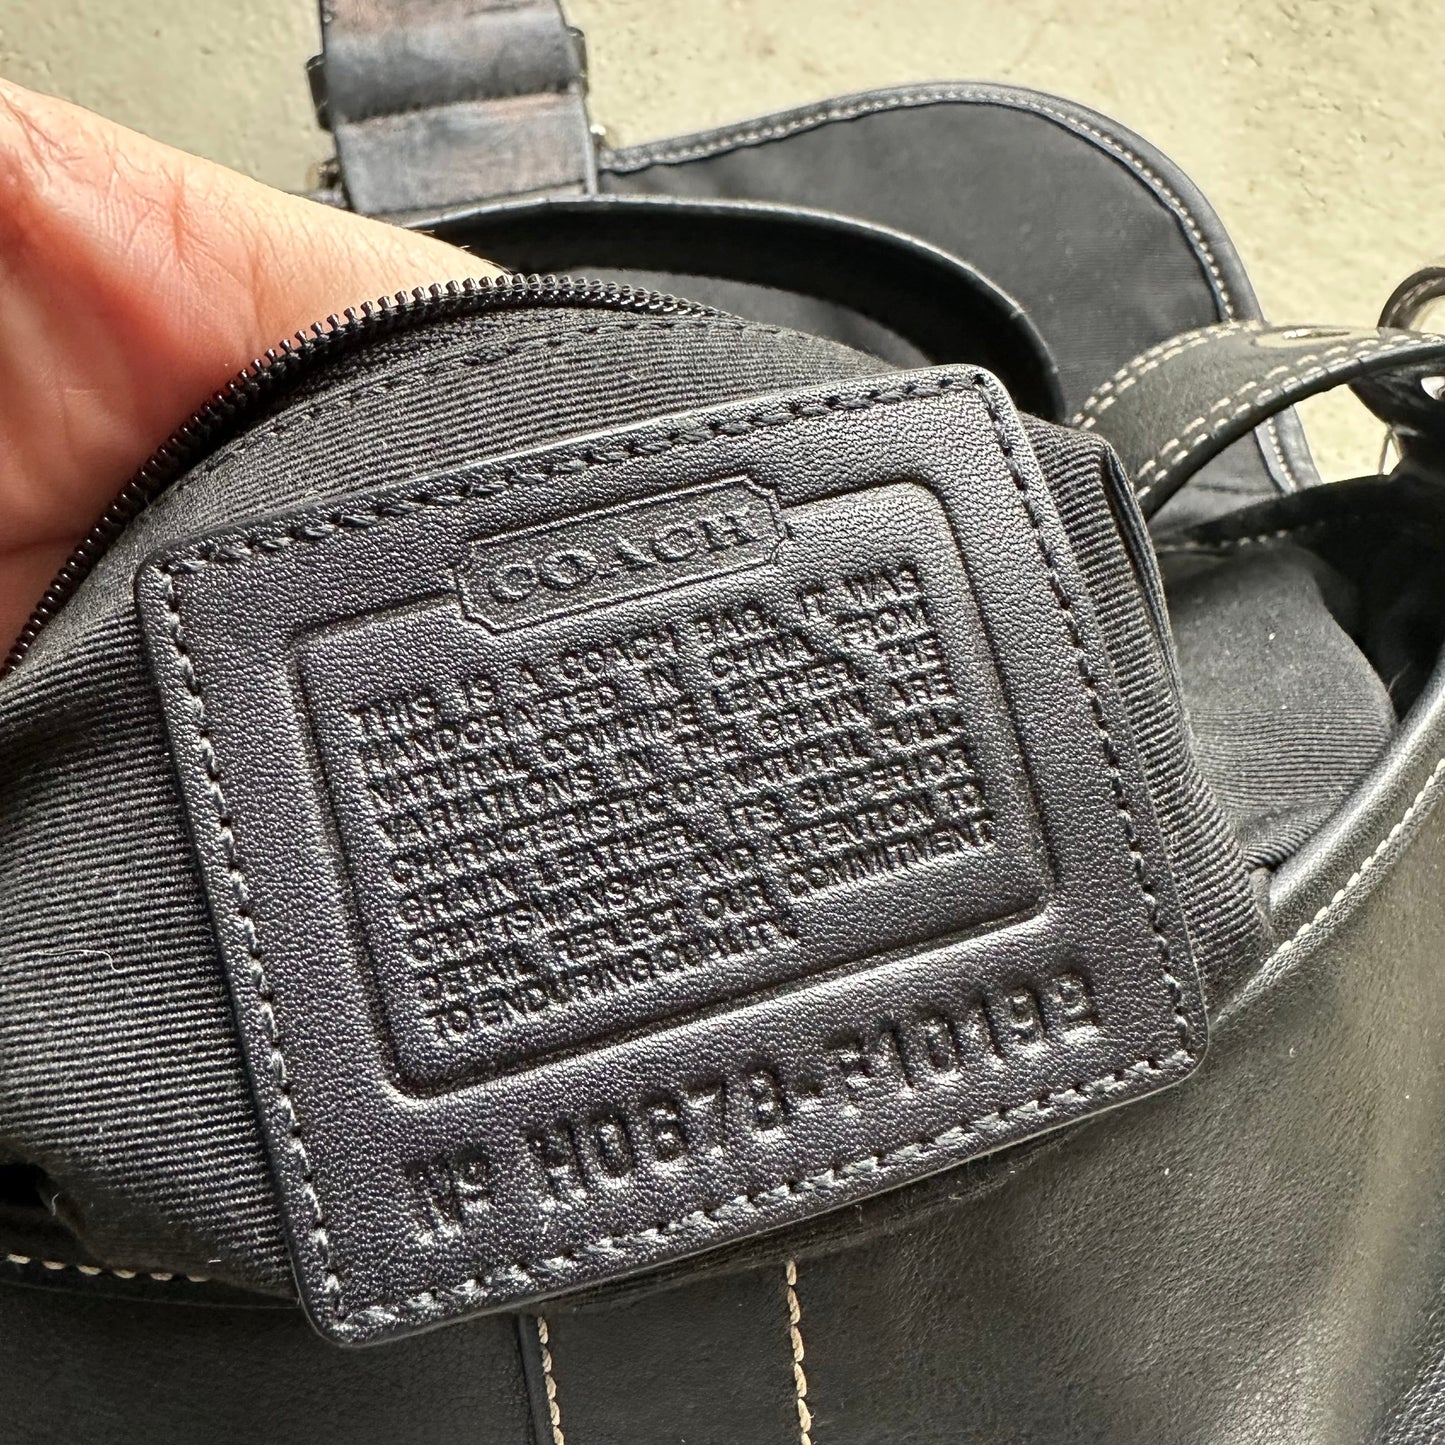 COACH
THIS IS A COACH BAG. IT WAS
HANDCRAFTED IN CHINA FROM
NATURAL COWHIDE LEATHER. THE
VARIATIONS IN THE GRAIN ARE
CHARACTERISTIC OF NATURAL FULL-
GRAIN LEATHER. ITS SUPERIOR
CRAFTSMANSHIP AND ATTENTION TO
DETAIL REFLECT OUR COMMITMENT
TO ENDURING QUALITY.
Nº H0678-F10192